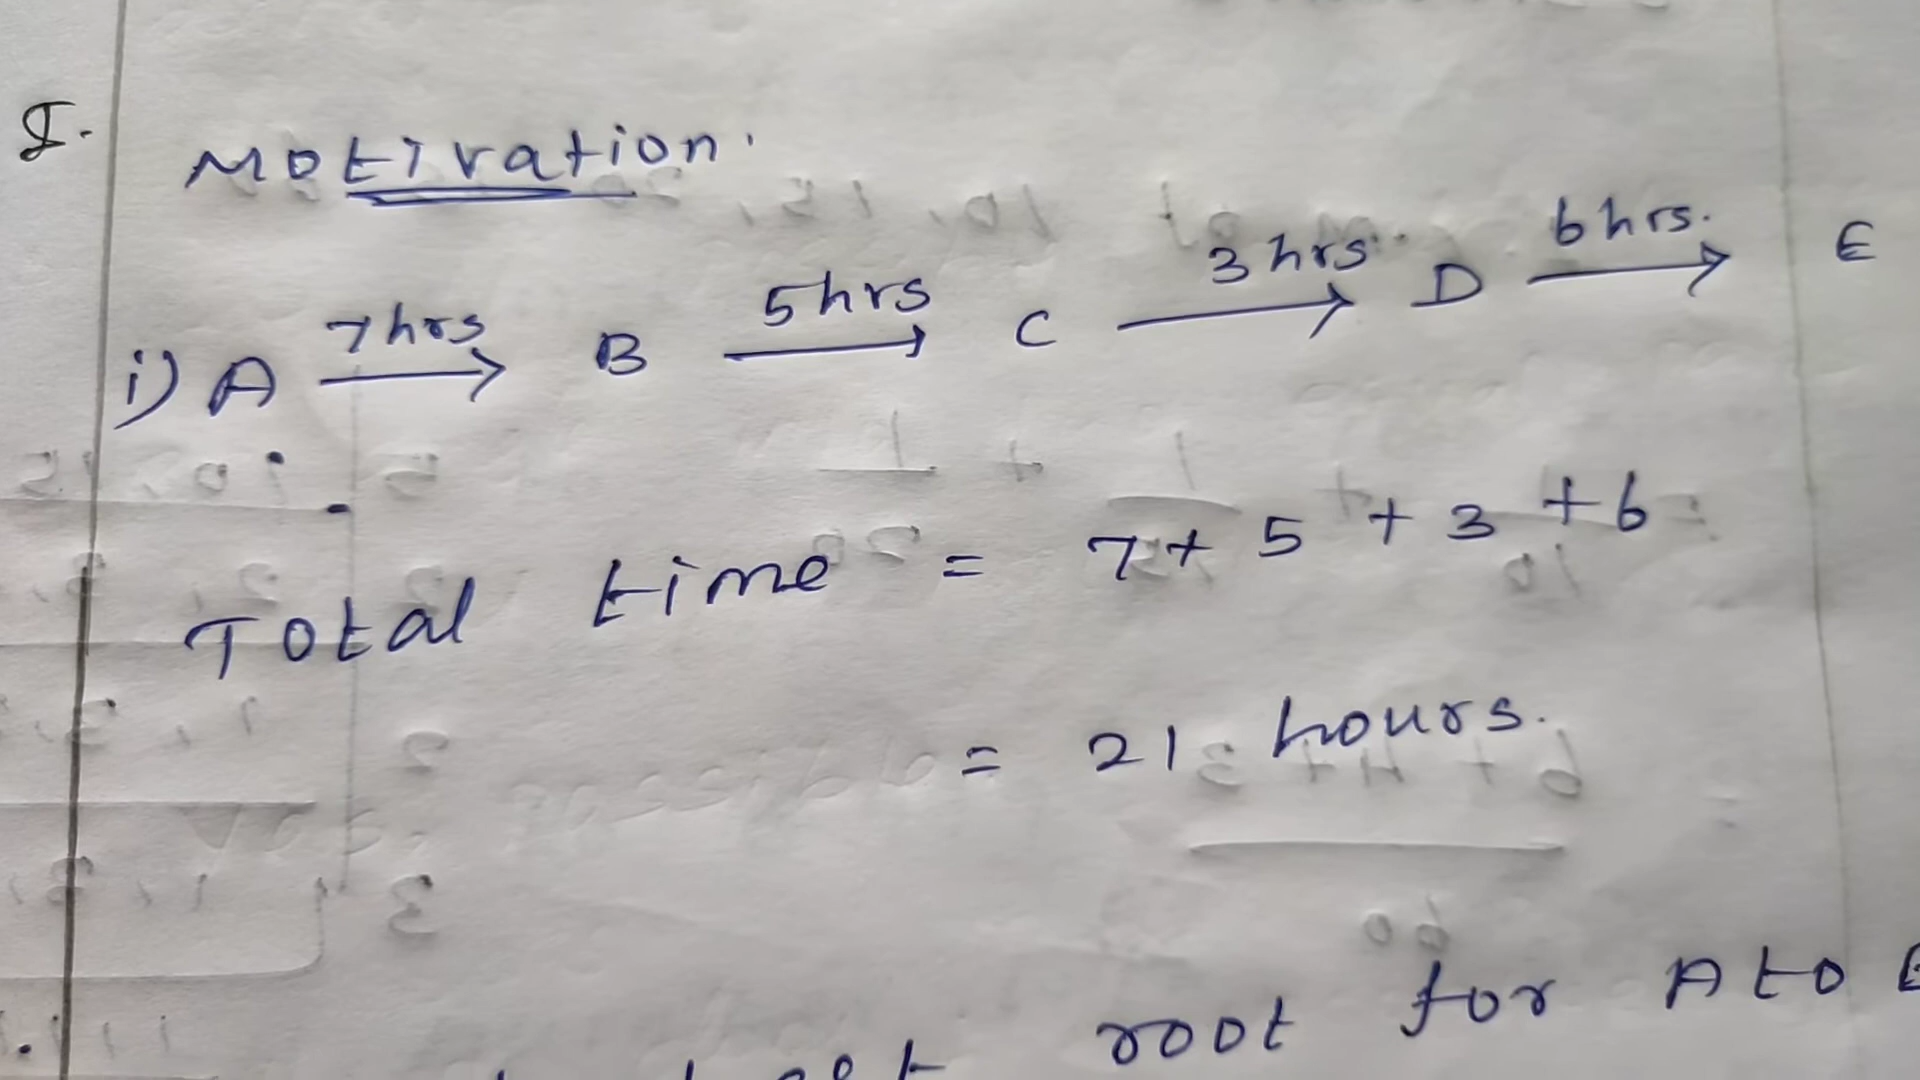 I.
Motivation.
i) A 7hrs → B 5hrs → C 3hrs → D 6hrs. → E
Total time = 7 + 5 + 3 + 6
= 21 hours.
root for A to